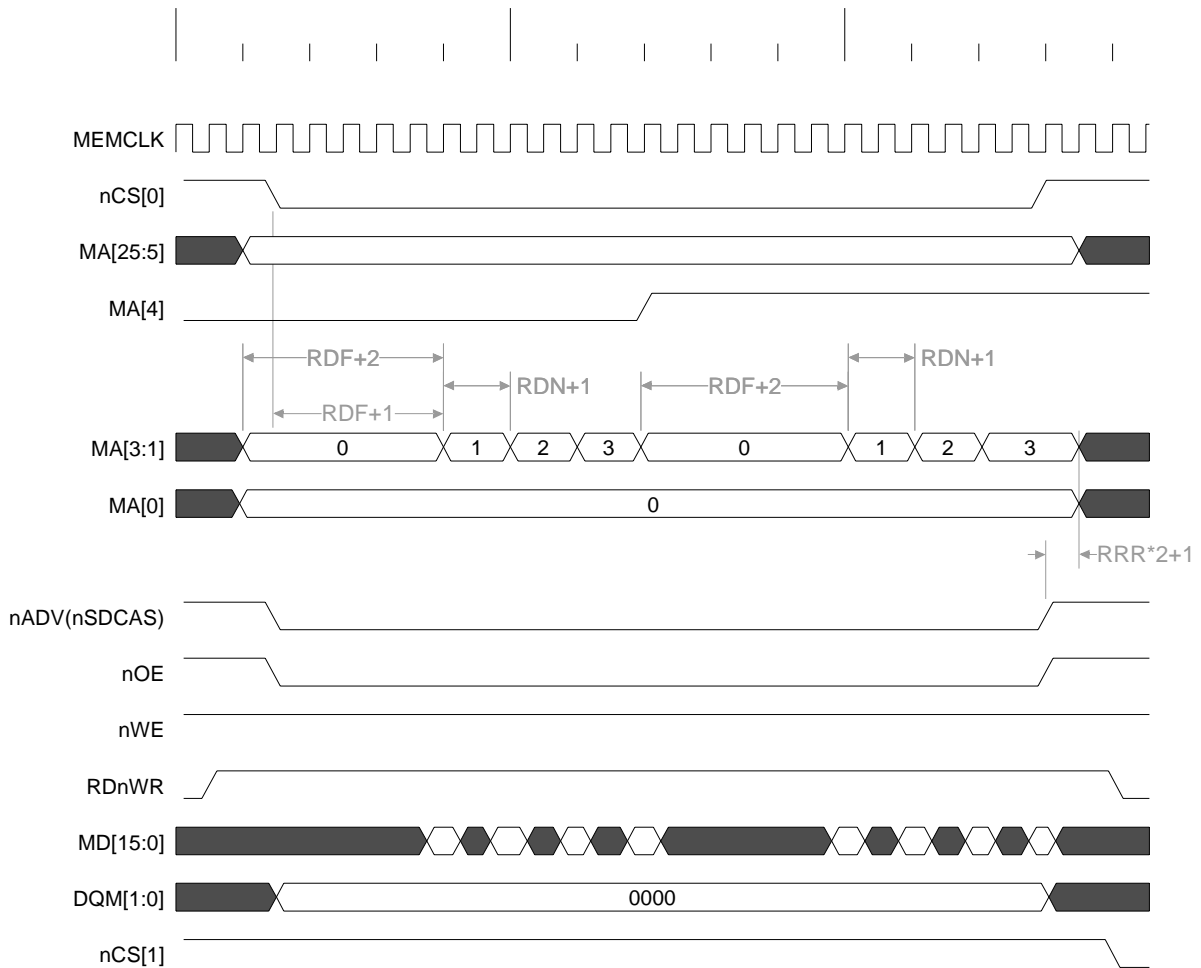 MEMCLK
nCS[0]
MA[25:5]
MA[4]
RDF+2
RDN+1
RDF+2
RDN+1
RDF+1
MA[3:1]
0 1 2 3 0 1 2 3
MA[0]
0
RRR*2+1
nADV(nSDCAS)
nOE
nWE
RDnWR
MD[15:0]
DQM[1:0]
0000
nCS[1]